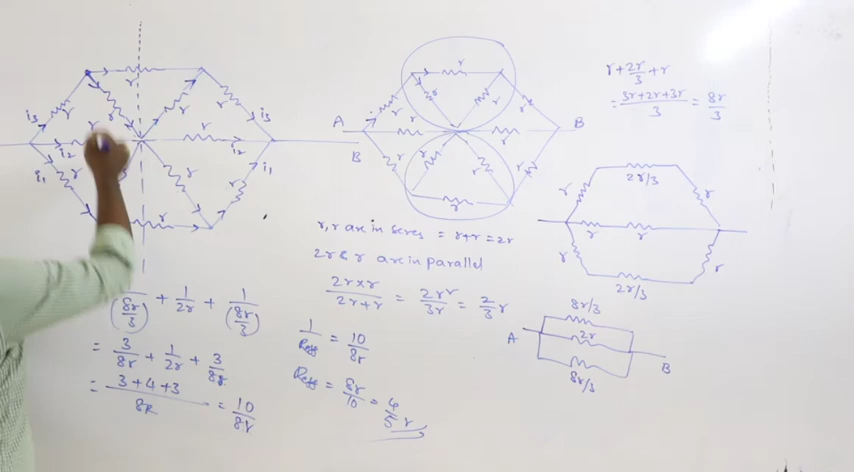 r
i3
r
r
r
r
i3
r
r
i2
r
i2
i1
r
r
r
i1
r
A
B
r
r
r
r
r
r
r
B
r
r
r
r
r
r + 2r/3 + r
= 3r+2r+3r/3 = 8r/3
r
2r/3
r
r
r
r
2r/3
r
r,r are in series = r+r = 2r
2r & r are in parallel
2r×r/2r+r = 2r²/3r = 2/3 r
1/Reff = 10/8r
Reff = 8r/10 = 4/5 r
1/(8r/3) + 1/2r + 1/(8r/3)
= 3/8r + 1/2r + 3/8r
= 3+4+3/8r = 10/8r
8r/3
A
2r
B
8r/3